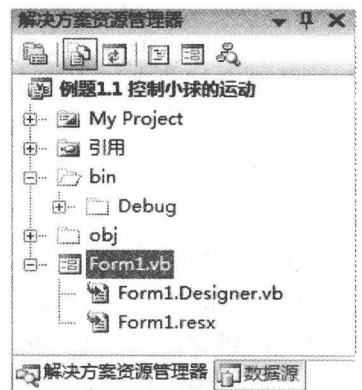 解决方案资源管理器
例题1.1 控制小球的运动
My Project
引用
bin
Debug
obj
Form1.vb
Form1.Designer.vb
Form1.resx
解决方案资源管理器 数据源